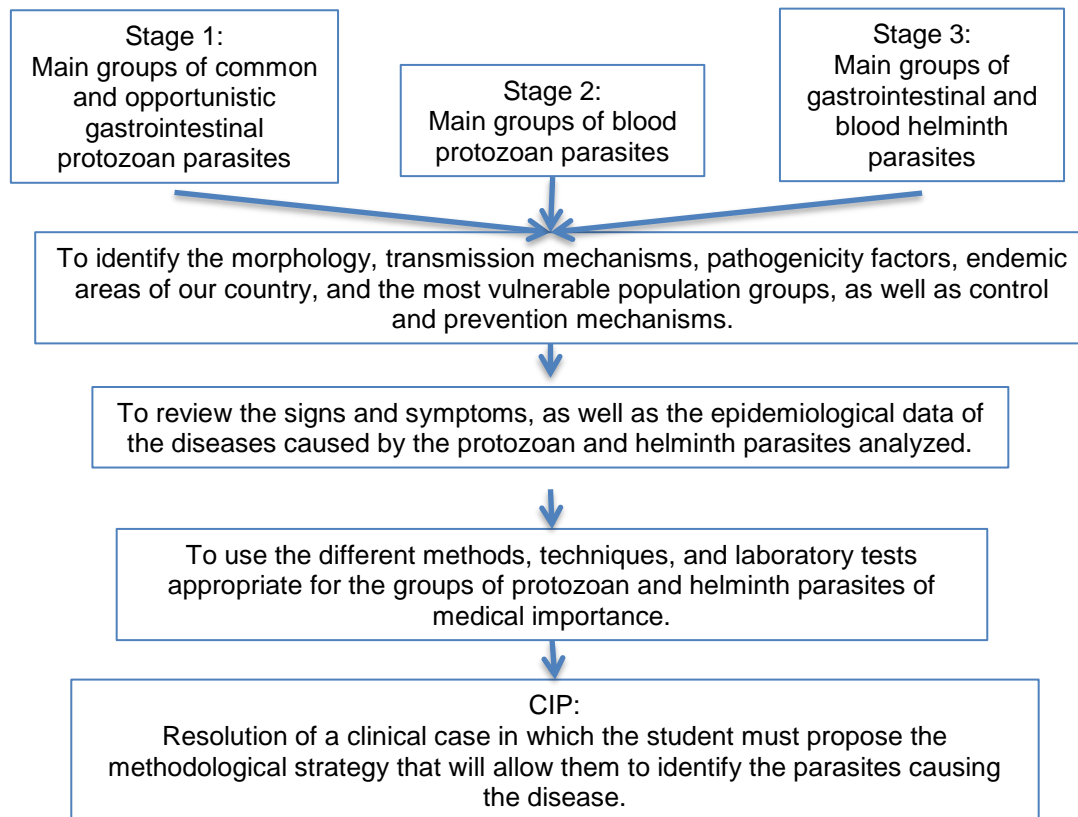 Stage 1:
Main groups of common
and opportunistic
gastrointestinal
protozoan parasites
Stage 2:
Main groups of blood
protozoan parasites
Stage 3:
Main groups of
gastrointestinal and
blood helminth
parasites
To identify the morphology, transmission mechanisms, pathogenicity factors, endemic
areas of our country, and the most vulnerable population groups, as well as control
and prevention mechanisms.
To review the signs and symptoms, as well as the epidemiological data of
the diseases caused by the protozoan and helminth parasites analyzed.
To use the different methods, techniques, and laboratory tests
appropriate for the groups of protozoan and helminth parasites of
medical importance.
CIP:
Resolution of a clinical case in which the student must propose the
methodological strategy that will allow them to identify the parasites causing
the disease.